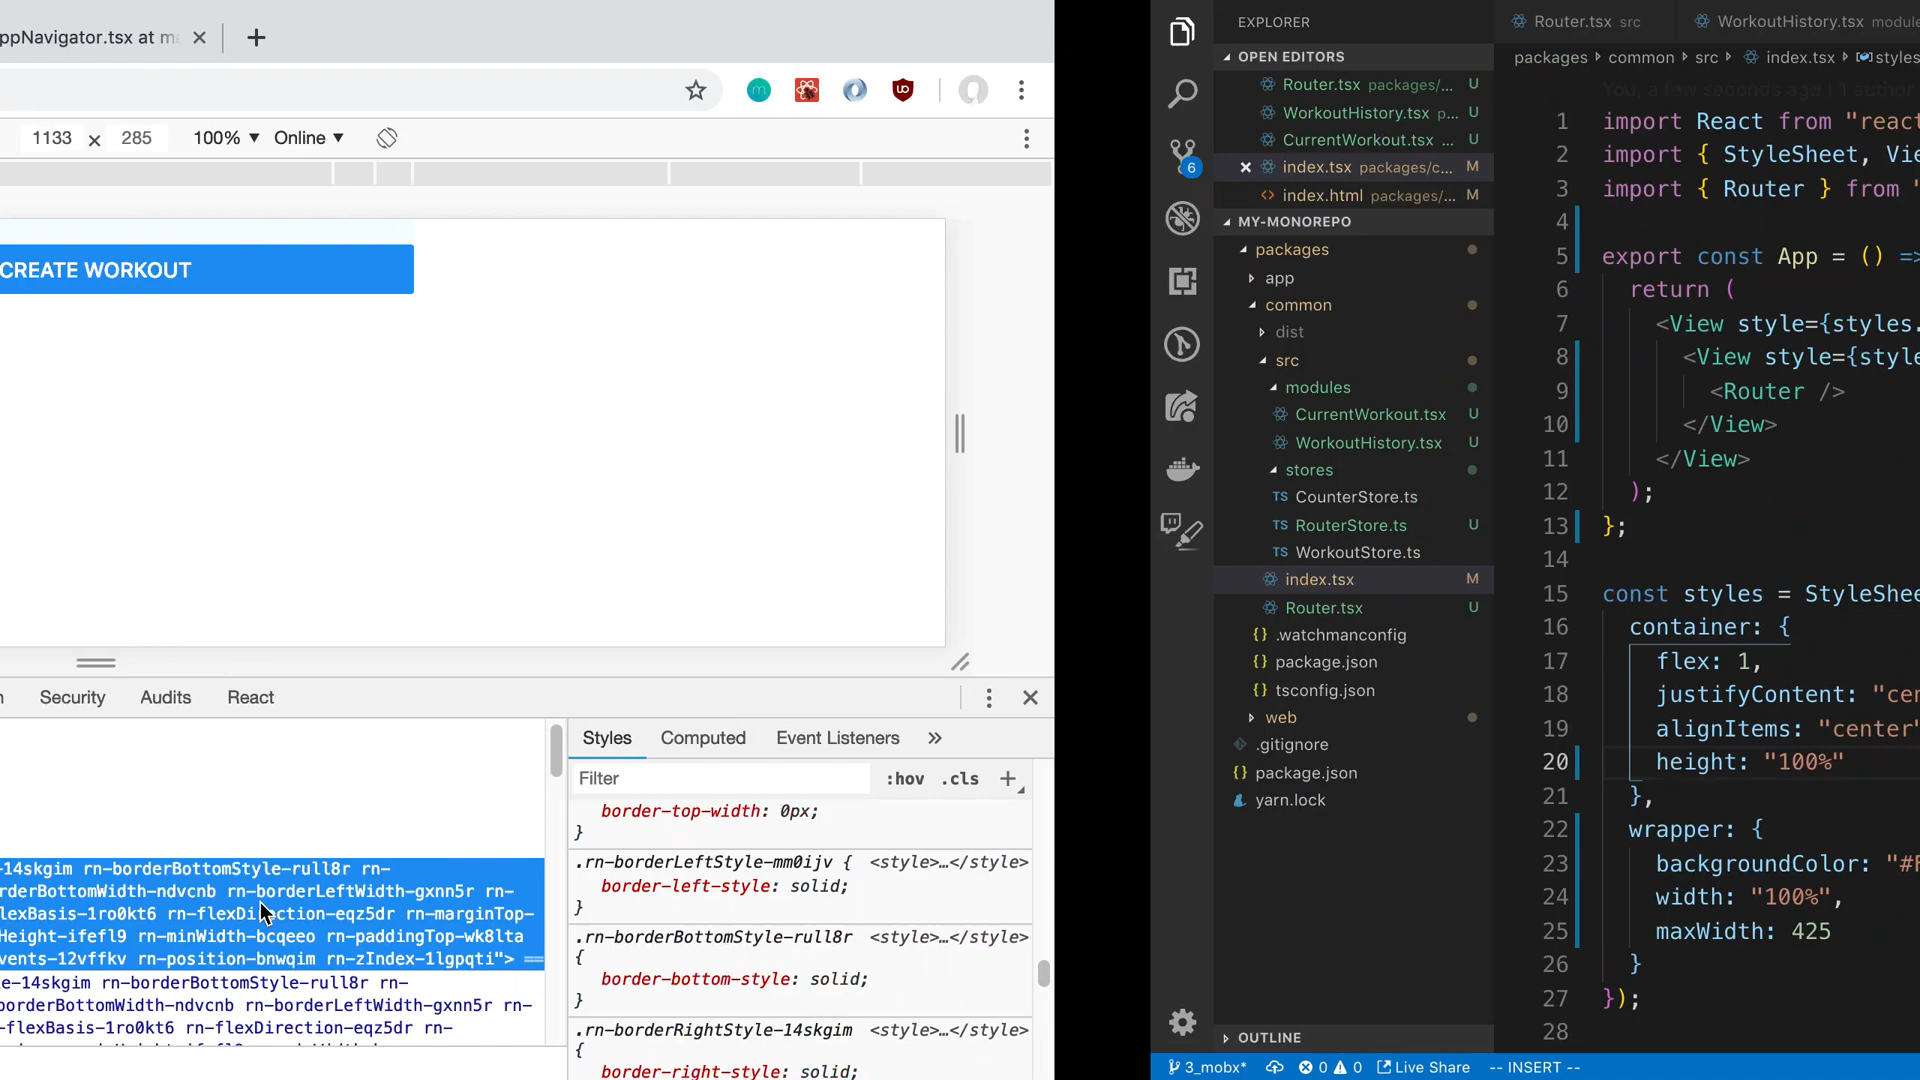 ppNavigator.tsx at m
1133 × 285 100% ▼ Online ▼
CREATE WORKOUT
Security Audits React
-14skgim rn-borderBottomStyle-rull8r rn-
rderBottomWidth-ndvcnb rn-borderLeftWidth-gxnn5r rn-
lexBasis-1ro0kt6 rn-flexDirection-eqz5dr rn-marginTop-
Height-ifefl9 rn-minWidth-bcqeeo rn-paddingTop-wk8lta
vents-12vffkv rn-position-bnwqim rn-zIndex-1lgpqti"> ==
e-14skgim rn-borderBottomStyle-rull8r rn-
orderBottomWidth-ndvcnb rn-borderLeftWidth-gxnn5r rn-
-flexBasis-1ro0kt6 rn-flexDirection-eqz5dr rn-
Styles Computed Event Listeners »
Filter :hov .cls +
border-top-width: 0px;
}
.rn-borderLeftStyle-mm0ijv { <style>…</style>
border-left-style: solid;
}
.rn-borderBottomStyle-rull8r <style>…</style>
{
border-bottom-style: solid;
}
.rn-borderRightStyle-14skgim <style>…</style>
{
border-right-style: solid;
EXPLORER
OPEN EDITORS
Router.tsx packages/... U
WorkoutHistory.tsx p... U
CurrentWorkout.tsx ... U
index.tsx packages/c... M
index.html packages/... M
MY-MONOREPO
packages
app
common
dist
src
modules
CurrentWorkout.tsx U
WorkoutHistory.tsx U
stores
TS CounterStore.ts
TS RouterStore.ts U
TS WorkoutStore.ts
index.tsx M
Router.tsx U
{} .watchmanconfig
{} package.json
{} tsconfig.json
web
.gitignore
{} package.json
yarn.lock
OUTLINE
6
Router.tsx src WorkoutHistory.tsx module
packages › common › src › index.tsx › styles
You, a few seconds ago | 1 author
1 import React from "react
2 import { StyleSheet, Vie
3 import { Router } from "
4
5 export const App = () =>
6 return (
7 <View style={styles.
8 <View style={style
9 <Router />
10 </View>
11 </View>
12 );
13 };
14
15 const styles = StyleShee
16 container: {
17 flex: 1,
18 justifyContent: "cen
19 alignItems: "center"
20 height: "100%"
21 },
22 wrapper: {
23 backgroundColor: "#F
24 width: "100%",
25 maxWidth: 425
26 }
27 });
28
3_mobx* 0 0 Live Share -- INSERT --